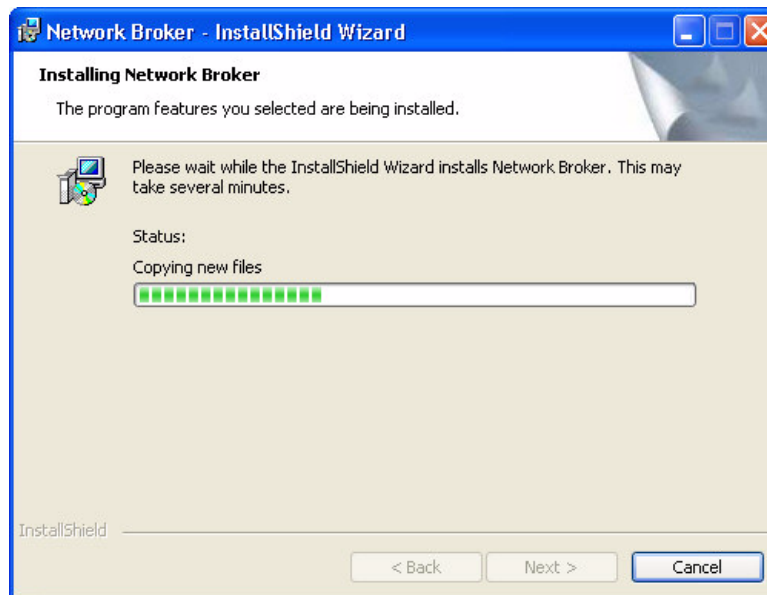 Network Broker - InstallShield Wizard
Installing Network Broker
The program features you selected are being installed.
Please wait while the InstallShield Wizard installs Network Broker. This may
take several minutes.
Status:
Copying new files
InstallShield
< Back
Next >
Cancel